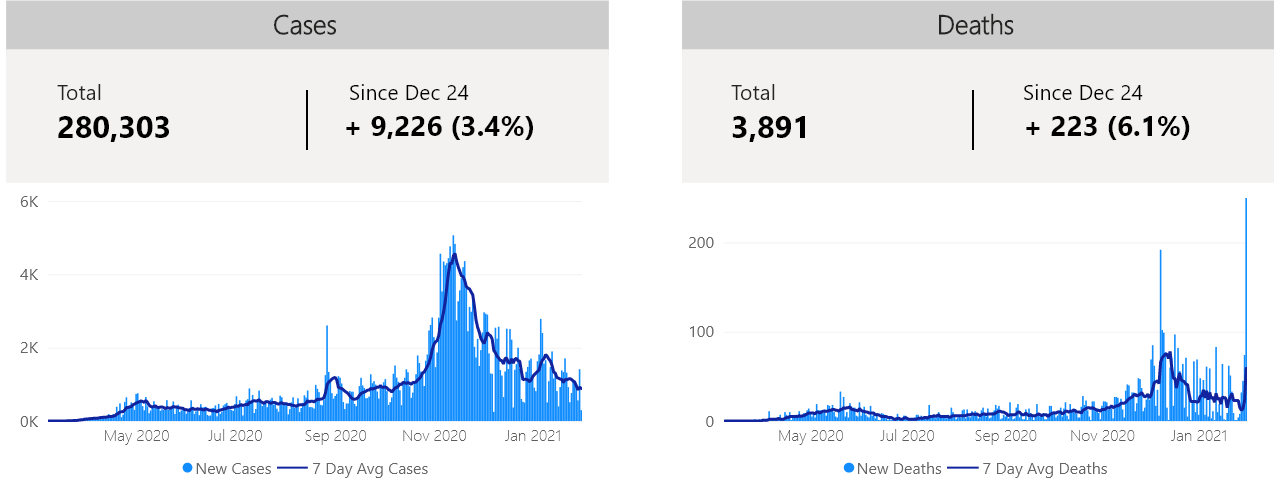 Cases
Total
280,303
Since Dec 24
+ 9,226 (3.4%)
6K
4K
2K
0K
May 2020 Jul 2020 Sep 2020 Nov 2020 Jan 2021
New Cases 7 Day Avg Cases
Deaths
Total
3,891
Since Dec 24
+ 223 (6.1%)
200
100
0
May 2020 Jul 2020 Sep 2020 Nov 2020 Jan 2021
New Deaths 7 Day Avg Deaths